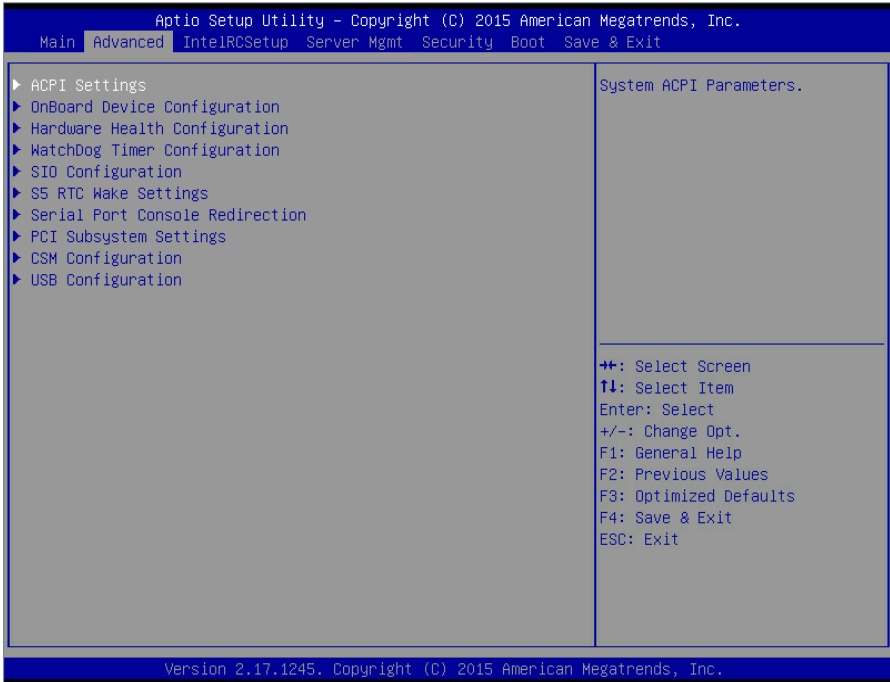 Aptio Setup Utility – Copyright (C) 2015 American Megatrends, Inc.
Main Advanced IntelRCSetup Server Mgmt Security Boot Save & Exit
▶ ACPI Settings
▶ OnBoard Device Configuration
▶ Hardware Health Configuration
▶ WatchDog Timer Configuration
▶ SIO Configuration
▶ S5 RTC Wake Settings
▶ Serial Port Console Redirection
▶ PCI Subsystem Settings
▶ CSM Configuration
▶ USB Configuration
System ACPI Parameters.
→←: Select Screen
↑↓: Select Item
Enter: Select
+/-: Change Opt.
F1: General Help
F2: Previous Values
F3: Optimized Defaults
F4: Save & Exit
ESC: Exit
Version 2.17.1245. Copyright (C) 2015 American Megatrends, Inc.